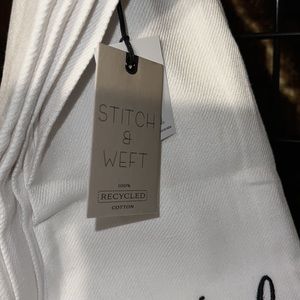 STITCH
&
WEFT
100%
RECYCLED
COTTON